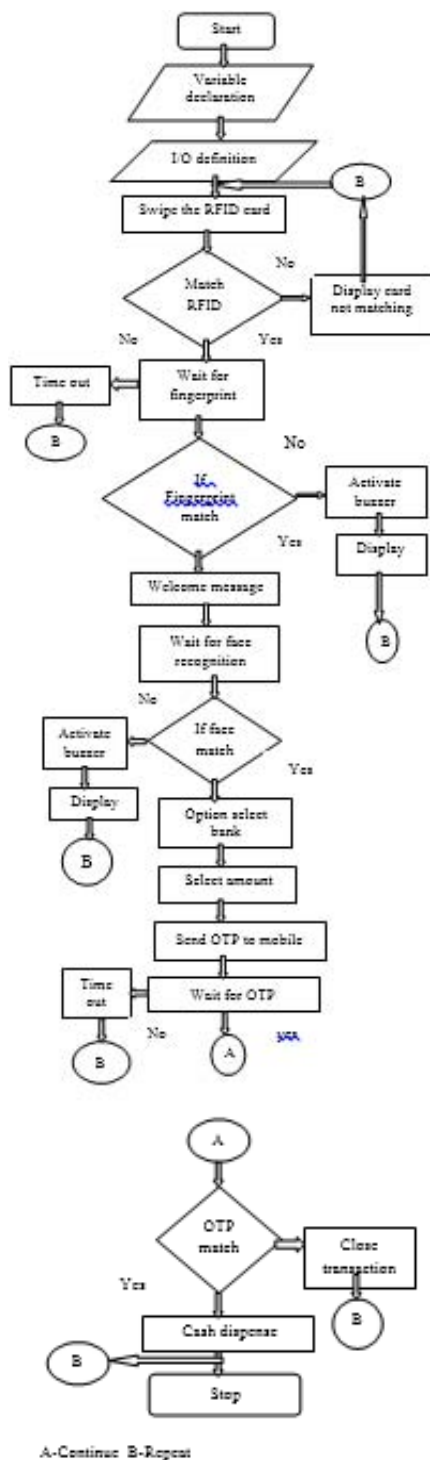 Start
Variable
declaration
I/O definition
B
Swipe the RFID card
No
Match
RFID
Display card
not matching
No
Yes
Time out
Wait for
fingerprint
B
No
If
Fingerprint
match
Activate
buzzer
Yes
Display
Welcome message
B
Wait for face
recognition
No
Activate
buzzer
If face
match
Yes
Display
Option select
bank
B
Select amount
Send OTP to mobile
Time
out
Wait for OTP
No
yes
B
A
A
OTP
match
Close
transaction
Yes
B
Cash dispense
B
Stop
A-Continue B-Repeat